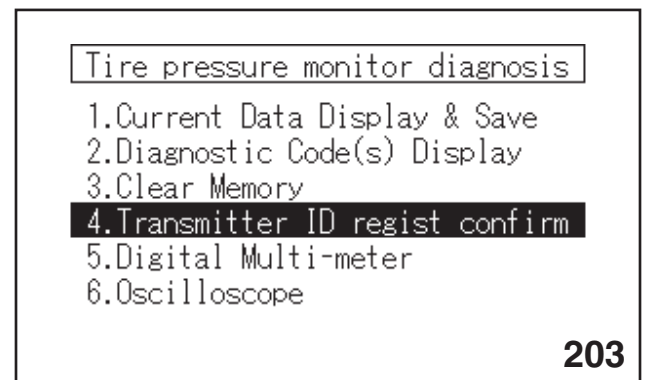 Tire pressure monitor diagnosis
1.Current Data Display & Save
2.Diagnostic Code(s) Display
3.Clear Memory
4.Transmitter ID regist confirm
5.Digital Multi-meter
6.Oscilloscope
203